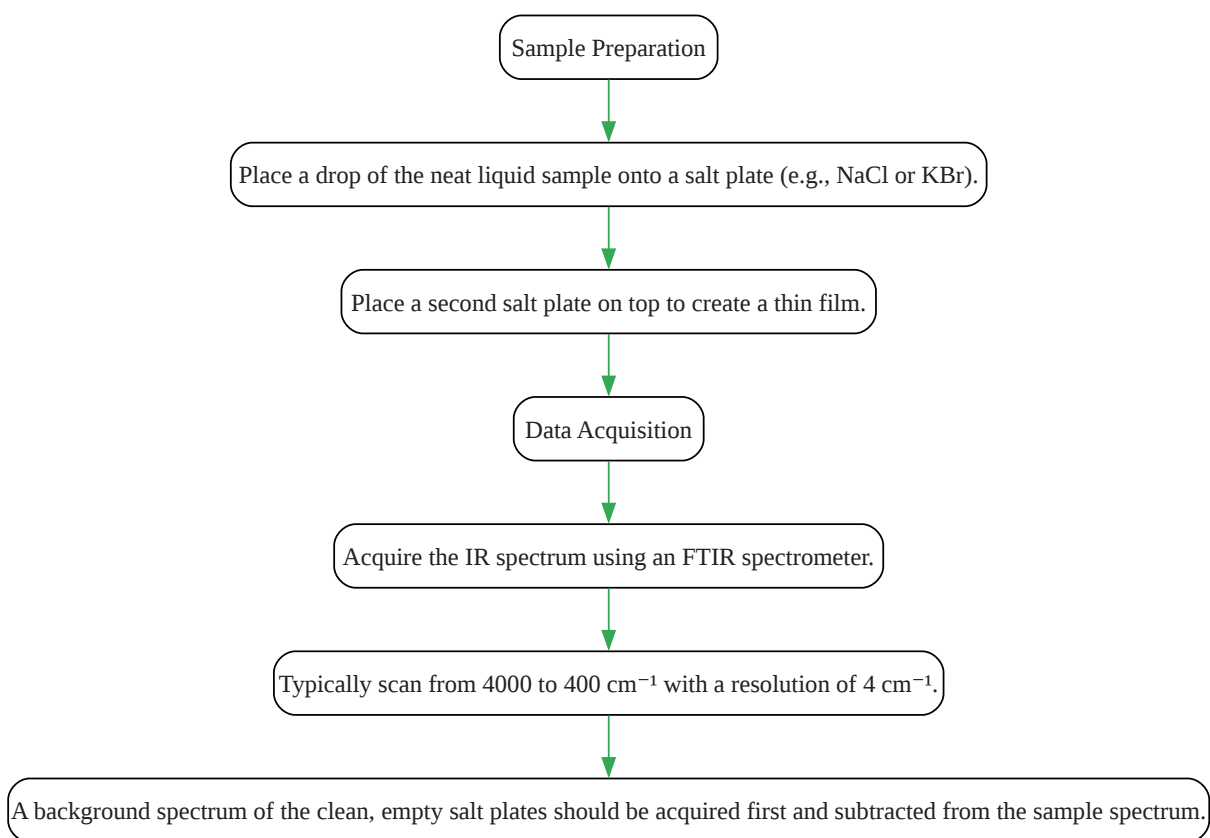 Sample Preparation
Place a drop of the neat liquid sample onto a salt plate (e.g., NaCl or KBr).
Place a second salt plate on top to create a thin film.
Data Acquisition
Acquire the IR spectrum using an FTIR spectrometer.
Typically scan from 4000 to 400 cm⁻¹ with a resolution of 4 cm⁻¹.
A background spectrum of the clean, empty salt plates should be acquired first and subtracted from the sample spectrum.